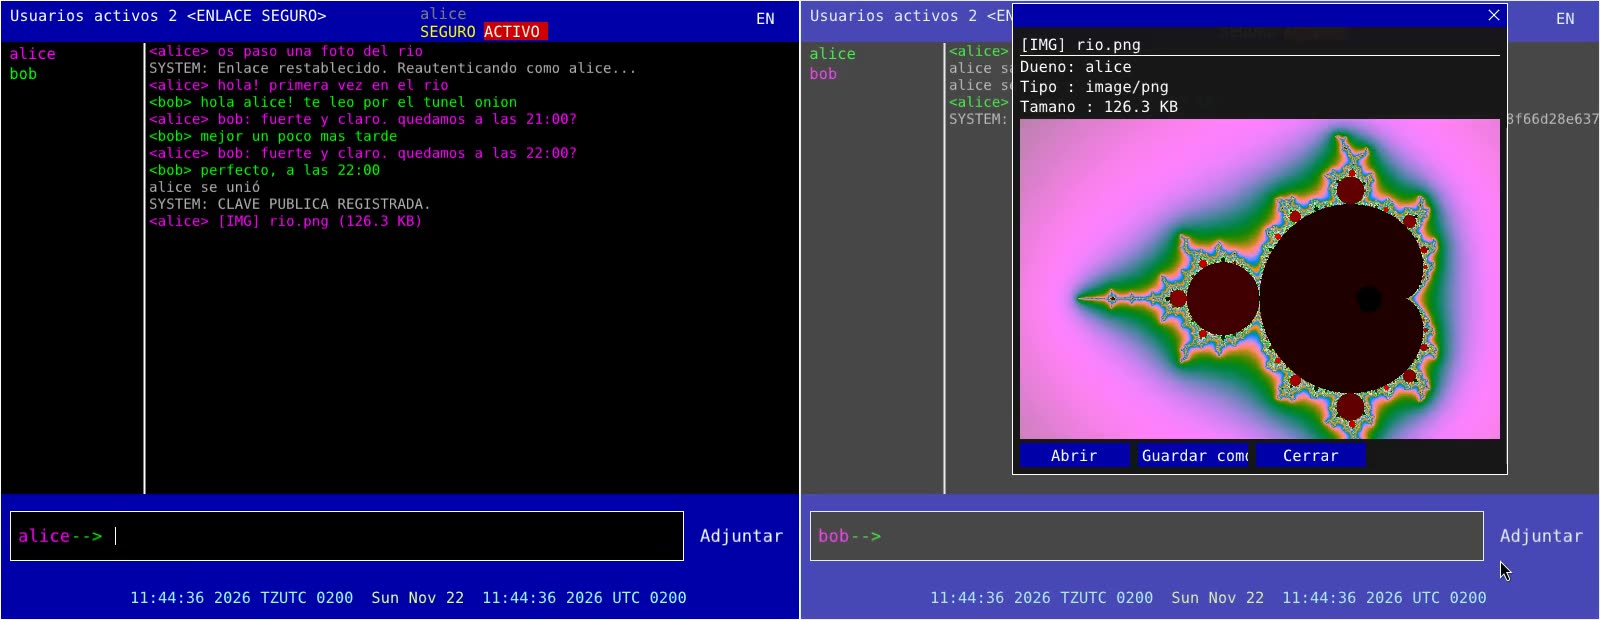 Usuarios activos 2 <ENLACE SEGURO>
alice
SEGURO ACTIVO
EN
alice
bob
<alice> os paso una foto del rio
SYSTEM: Enlace restablecido. Reautenticando como alice...
<alice> hola! primera vez en el rio
<bob> hola alice! te leo por el tunel onion
<alice> bob: fuerte y claro. quedamos a las 21:00?
<bob> mejor un poco mas tarde
<alice> bob: fuerte y claro. quedamos a las 22:00?
<bob> perfecto, a las 22:00
alice se unió
SYSTEM: CLAVE PUBLICA REGISTRADA.
<alice> [IMG] rio.png (126.3 KB)
alice-->
Adjuntar
11:44:36 2026 TZUTC 0200 Sun Nov 22 11:44:36 2026 UTC 0200
Usuarios activos 2 <EN
EN
alice
bob
<alice>
alice sa
alice se
<alice>
SYSTEM:
8f66d28e637
[IMG] rio.png
Dueno: alice
Tipo : image/png
Tamano : 126.3 KB
Abrir
Guardar como
Cerrar
bob-->
Adjuntar
11:44:36 2026 TZUTC 0200 Sun Nov 22 11:44:36 2026 UTC 0200